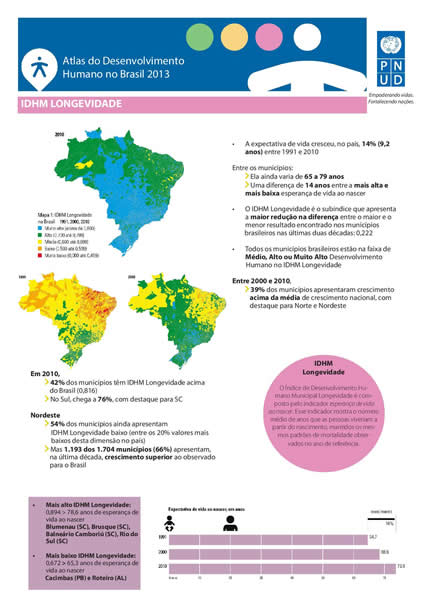 Atlas do Desenvolvimento
Humano no Brasil 2013
P N
U D
Empoderando vidas.
Fortalecendo nações.
IDHM LONGEVIDADE
2010
Mapa 1: IDHM Longevidade
no Brasil 1991, 2000, 2010
Muito alto (acima de 0,800)
Alto (0,700 a 0,799)
Médio (0,600 a 0,699)
Baixo (0,500 a 0,599)
Muito baixo (0,000 a 0,499)
1991
2000
• A expectativa de vida cresceu, no país, 14% (9,2
anos) entre 1991 e 2010
Entre os municípios:
Ela ainda varia de 65 a 79 anos
Uma diferença de 14 anos entre a mais alta e
mais baixa esperança de vida ao nascer
• O IDHM Longevidade é o subíndice que apresenta
a maior redução na diferença entre o maior e o
menor resultado encontrado nos municípios
brasileiros nas últimas duas décadas: 0,222
• Todos os municípios brasileiros estão na faixa de
Médio, Alto ou Muito Alto Desenvolvimento
Humano no IDHM Longevidade
Entre 2000 e 2010,
39% dos municípios apresentaram crescimento
acima da média de crescimento nacional, com
destaque para Norte e Nordeste
Em 2010,
42% dos municípios têm IDHM Longevidade acima
do Brasil (0,816)
No Sul, chega a 76%, com destaque para SC
Nordeste
54% dos municípios ainda apresentam
IDHM Longevidade baixo (entre os 20% valores mais
baixos desta dimensão no país)
Mas 1.193 dos 1.704 municípios (66%) apresentam,
na última década, crescimento superior ao observado
para o Brasil
IDHM
Longevidade
O Índice de Desenvolvimento Hu-
mano Municipal Longevidade é com-
posto pelo indicador esperança de vida
ao nascer. Esse indicador mostra o número
médio de anos que as pessoas viveriam a
partir do nascimento, mantidos os mes-
mos padrões de mortalidade obser-
vados no ano de referência.
• Mais alto IDHM Longevidade:
0,894 > 78,6 anos de esperança de
vida ao nascer
Blumenau (SC), Brusque (SC),
Balneário Camboriú (SC), Rio do
Sul (SC)
• Mais baixo IDHM Longevidade:
0,672 > 65,3 anos de esperança de
vida ao nascer
Cacimbas (PB) e Roteiro (AL)
Expectativa de vida ao nascer, em anos
14%
1991
64,7
2000
68,6
2010
73,9
10 20 30 40 50 60 70